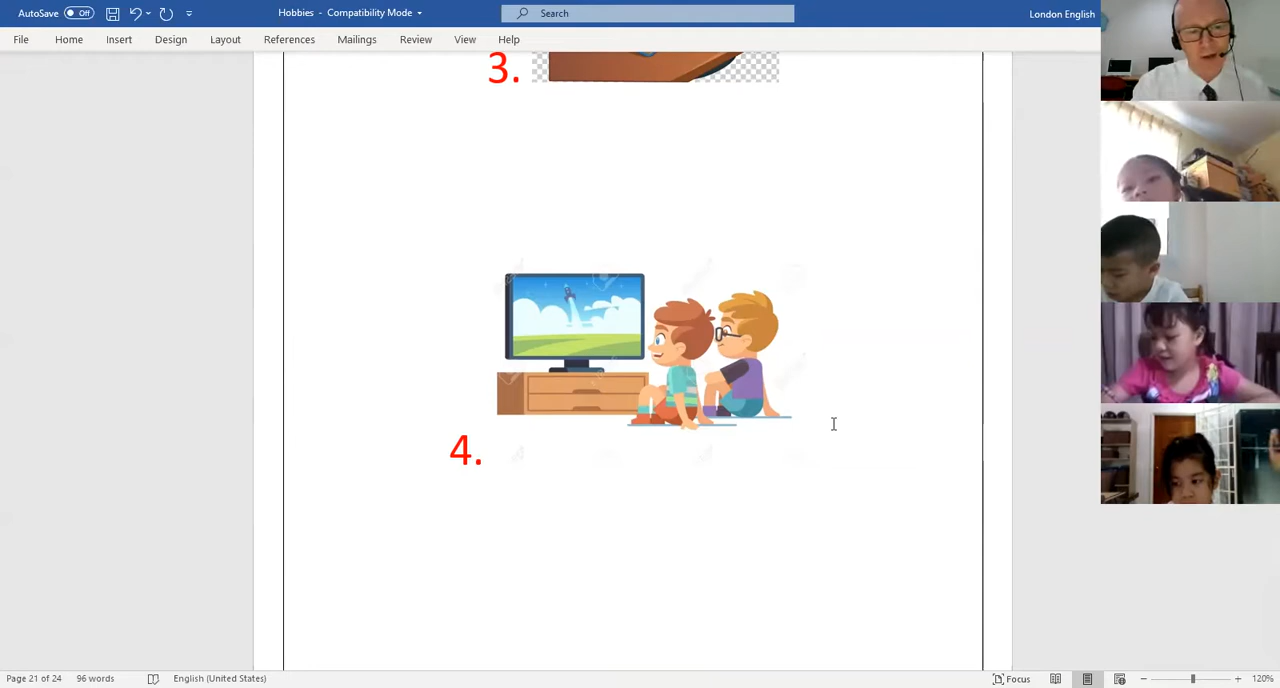 AutoSave Off Hobbies - Compatibility Mode Search London English
File Home Insert Design Layout References Mailings Review View Help
3.
4.
Page 21 of 24 96 words English (United States) Focus 120%